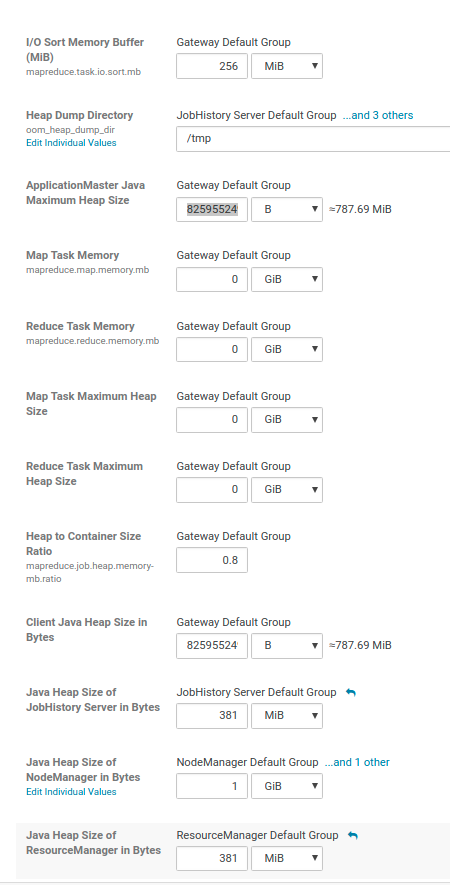 I/O Sort Memory Buffer
(MiB)
mapreduce.task.io.sort.mb
Gateway Default Group
256 MiB
Heap Dump Directory
oom_heap_dump_dir
Edit Individual Values
JobHistory Server Default Group ...and 3 others
/tmp
ApplicationMaster Java
Maximum Heap Size
Gateway Default Group
82595524 B ≈787.69 MiB
Map Task Memory
mapreduce.map.memory.mb
Gateway Default Group
0 GiB
Reduce Task Memory
mapreduce.reduce.memory.mb
Gateway Default Group
0 GiB
Map Task Maximum Heap
Size
Gateway Default Group
0 GiB
Reduce Task Maximum
Heap Size
Gateway Default Group
0 GiB
Heap to Container Size
Ratio
mapreduce.job.heap.memory-
mb.ratio
Gateway Default Group
0.8
Client Java Heap Size in
Bytes
Gateway Default Group
82595524 B ≈787.69 MiB
Java Heap Size of
JobHistory Server in Bytes
JobHistory Server Default Group
381 MiB
Java Heap Size of
NodeManager in Bytes
Edit Individual Values
NodeManager Default Group ...and 1 other
1 GiB
Java Heap Size of
ResourceManager in Bytes
ResourceManager Default Group
381 MiB